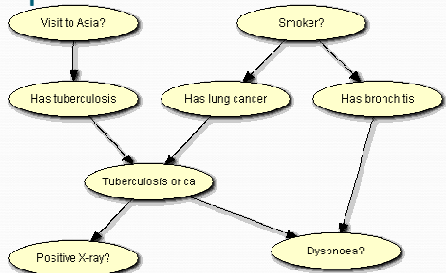 Visit to Asia?
Smoker?
Has tuberculosis
Has lung cancer
Has bronchitis
Tuberculosis or ca
Positive X-ray?
Dyspnoea?